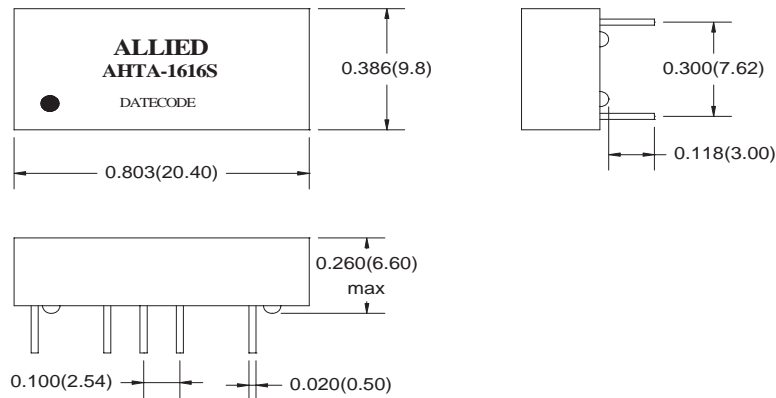 ALLIED
AHTA-1616S
DATECODE
0.386(9.8)
0.803(20.40)
0.300(7.62)
0.118(3.00)
0.260(6.60)
max
0.100(2.54)
0.020(0.50)